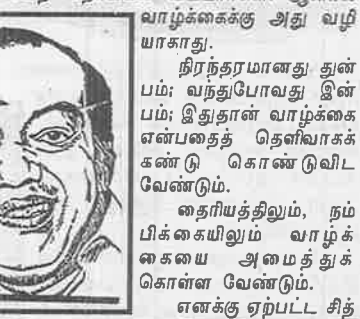 வாழ்க்கைக்கு அது வழி
யாகாது.
நிரந்தரமானது துன்
பம்; வந்துபோவது இன்
பம்; இதுதான் வாழ்க்கை
என்பதைத் தெளிவாகக்
கண்டு கொண்டுவிட
வேண்டும்.
தைரியத்திலும், நம்
பிக்கையிலும் வாழ்க்
கையை அமைத்துக்
கொள்ள வேண்டும்.
எனக்கு ஏற்பட்ட சித்